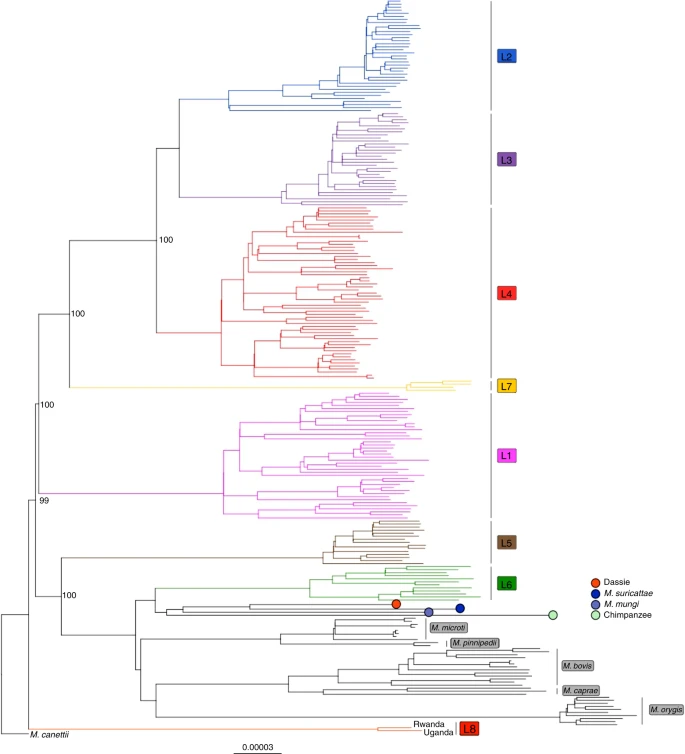 L2
L3
100
L4
100
L7
100
L1
99
L5
L6
100
Dassie
M. suricattae
M. mungi
Chimpanzee
M. microti
M. pinnipedii
M. bovis
M. caprae
M. orygis
Rwanda
Uganda
L8
M. canettii
0.00003